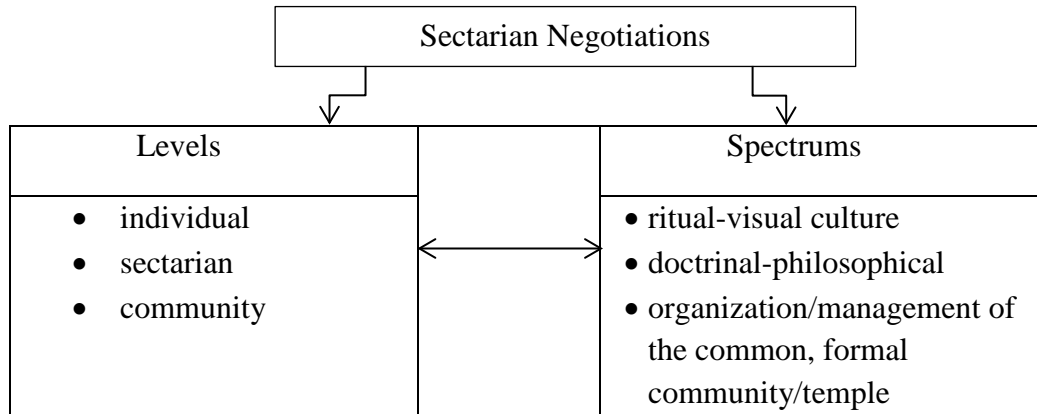 Sectarian Negotiations
Levels
• individual
• sectarian
• community
Spectrums
• ritual-visual culture
• doctrinal-philosophical
• organization/management of
the common, formal
community/temple